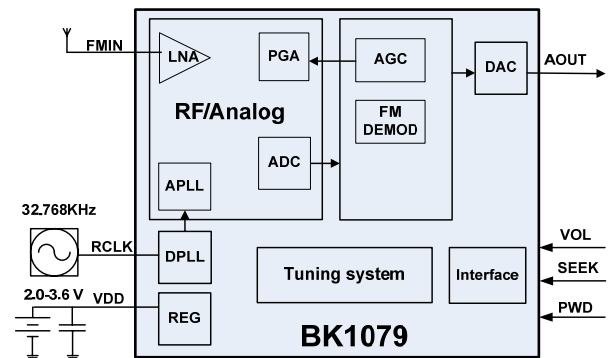 FMIN
LNA
PGA
AGC
DAC
AOUT
RF/Analog
FM
DEMOD
ADC
APLL
32.768KHz
RCLK
DPLL
VOL
SEEK
PWD
Tuning system
Interface
2.0-3.6 V
VDD
REG
BK1079